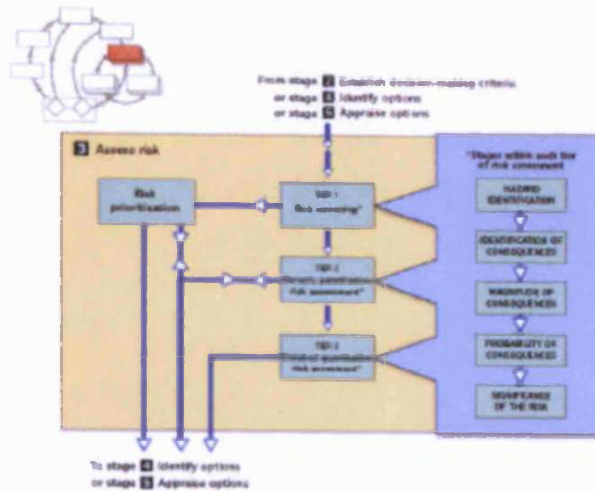 From stage 2 Establish decision-making criteria
or stage 4 Identify options
or stage 5 Appraise options
3 Assess risk
Risk
prioritisation
TIER 1
Risk screening*
TIER 2
risk assessment*
TIER 3
quantitative
risk assessment*
*Stages within each tier
of risk assessment
HAZARD
IDENTIFICATION
IDENTIFICATION OF
CONSEQUENCES
MAGNITUDE OF
CONSEQUENCES
PROBABILITY OF
CONSEQUENCES
SIGNIFICANCE
OF THE RISK
To stage 4 Identify options
or stage 5 Appraise options